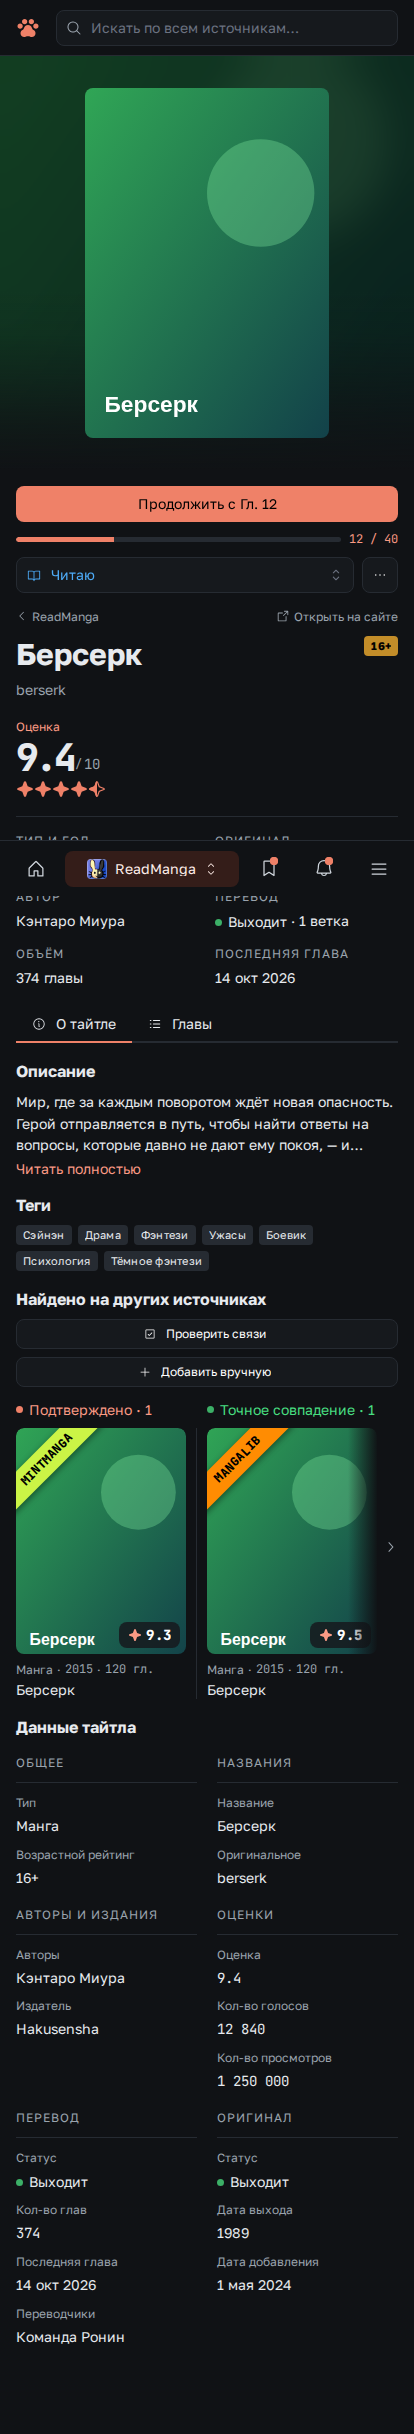 Искать по всем источникам...
Берсерк
Продолжить с Гл. 12
12 / 40
Читаю
ReadManga
Открыть на сайте
Берсерк
16+
berserk
Оценка
9.4/10
ReadManga
Кэнтаро Миура
Выходит · 1 ветка
ОБЪЁМ
ПОСЛЕДНЯЯ ГЛАВА
374 главы
14 окт 2026
О тайтле
Главы
Описание
Мир, где за каждым поворотом ждёт новая опасность.
Герой отправляется в путь, чтобы найти ответы на
вопросы, которые давно не дают ему покоя, — и...
Читать полностью
Теги
Сэйнэн
Драма
Фэнтези
Ужасы
Боевик
Психология
Тёмное фэнтези
Найдено на других источниках
Проверить связи
Добавить вручную
Подтверждено · 1
Точное совпадение · 1
MINTMANGA
Берсерк
9.3
Манга · 2015 · 120 гл.
Берсерк
MANGALIB
Берсерк
9.5
Манга · 2015 · 120 гл.
Берсерк
Данные тайтла
ОБЩЕЕ
Тип
Манга
Возрастной рейтинг
16+
НАЗВАНИЯ
Название
Берсерк
Оригинальное
berserk
АВТОРЫ И ИЗДАНИЯ
Авторы
Кэнтаро Миура
Издатель
Hakusensha
ОЦЕНКИ
Оценка
9.4
Кол-во голосов
12 840
Кол-во просмотров
1 250 000
ПЕРЕВОД
Статус
Выходит
Кол-во глав
374
Последняя глава
14 окт 2026
Переводчики
Команда Ронин
ОРИГИНАЛ
Статус
Выходит
Дата выхода
1989
Дата добавления
1 мая 2024